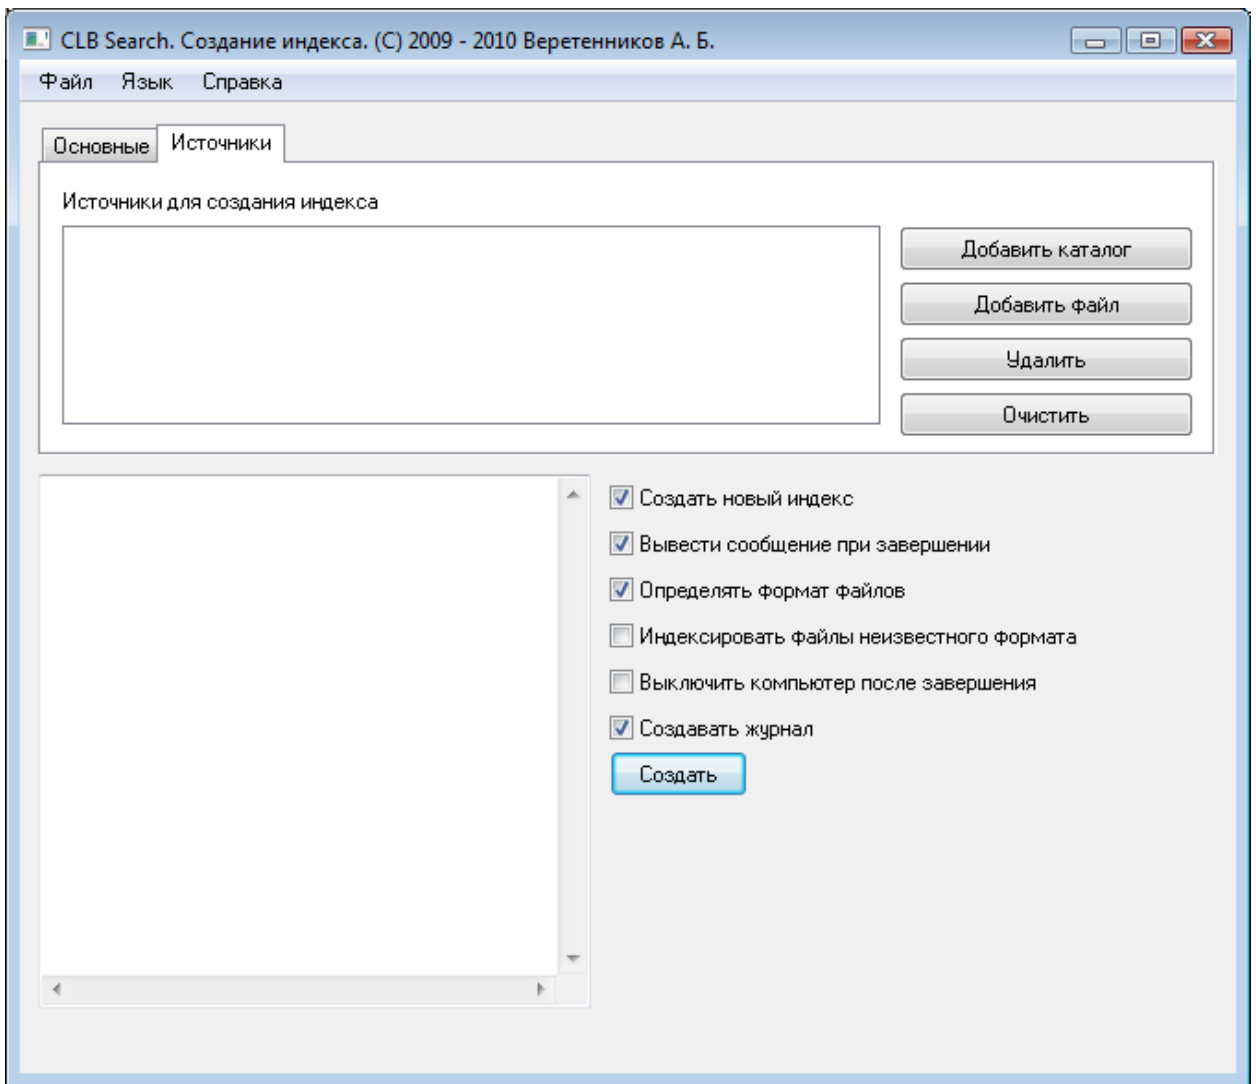 CLB Search. Создание индекса. (C) 2009 - 2010 Веретенников А. Б.
Файл Язык Справка
Основные Источники
Источники для создания индекса
Добавить каталог
Добавить файл
Удалить
Очистить
Создать новый индекс
Вывести сообщение при завершении
Определять формат файлов
Индексировать файлы неизвестного формата
Выключить компьютер после завершения
Создавать журнал
Создать